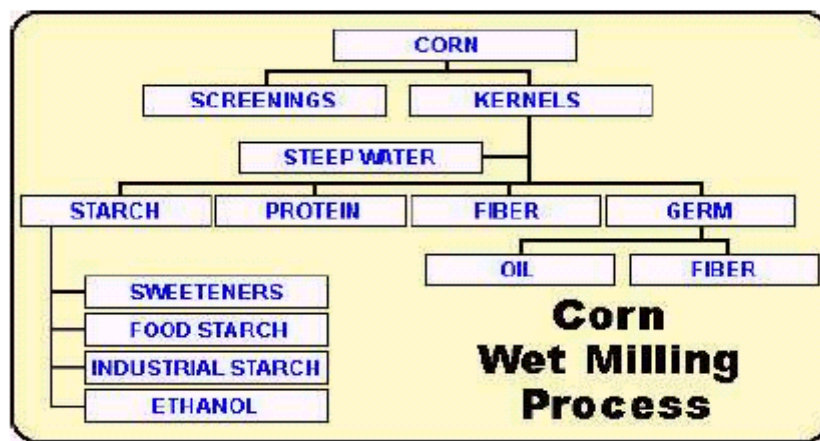 CORN
SCREENINGS
KERNELS
STEEP WATER
STARCH
PROTEIN
FIBER
GERM
OIL
FIBER
SWEETENERS
FOOD STARCH
INDUSTRIAL STARCH
ETHANOL
Corn
Wet Milling
Process